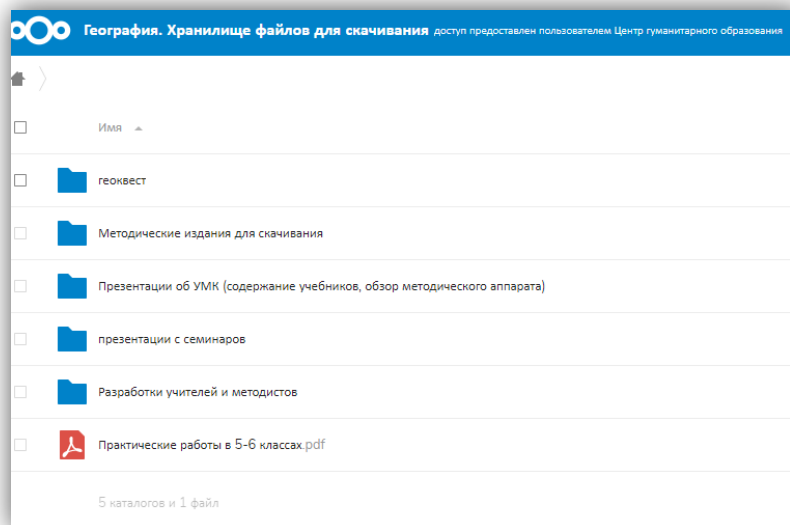 География. Хранилище файлов для скачивания доступ предоставлен пользователем Центр гуманитарного образования
Имя
геоквест
Методические издания для скачивания
Презентации об УМК (содержание учебников, обзор методического аппарата)
презентации с семинаров
Разработки учителей и методистов
Практические работы в 5-6 классах.pdf
5 каталогов и 1 файл